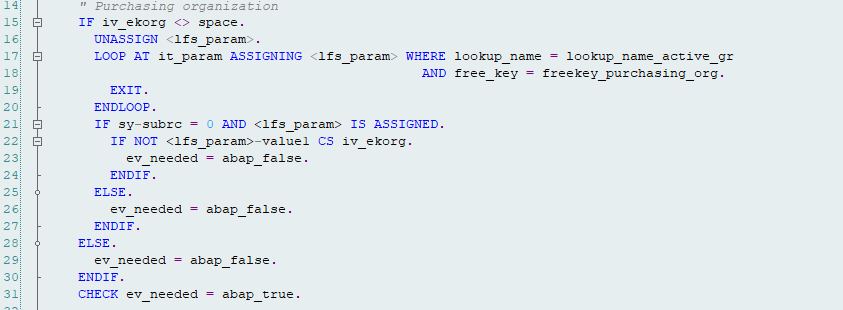 14 " Purchasing organization
15 IF iv_ekorg <> space.
16 UNASSIGN <lfs_param>.
17 LOOP AT it_param ASSIGNING <lfs_param> WHERE lookup_name = lookup_name_active_gr
18 AND free_key = freekey_purchasing_org.
19 EXIT.
20 ENDLOOP.
21 IF sy-subrc = 0 AND <lfs_param> IS ASSIGNED.
22 IF NOT <lfs_param>-value1 CS iv_ekorg.
23 ev_needed = abap_false.
24 ENDIF.
25 ELSE.
26 ev_needed = abap_false.
27 ENDIF.
28 ELSE.
29 ev_needed = abap_false.
30 ENDIF.
31 CHECK ev_needed = abap_true.